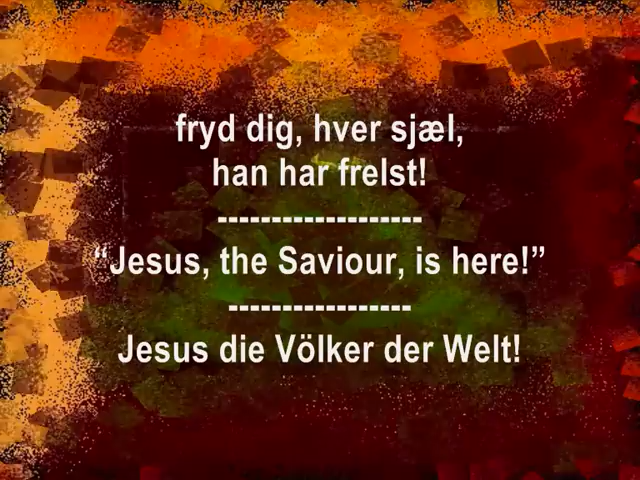 fryd dig, hver sjæl,
han har frelst!
-------------------
“Jesus, the Saviour, is here!”
-----------------
Jesus die Völker der Welt!